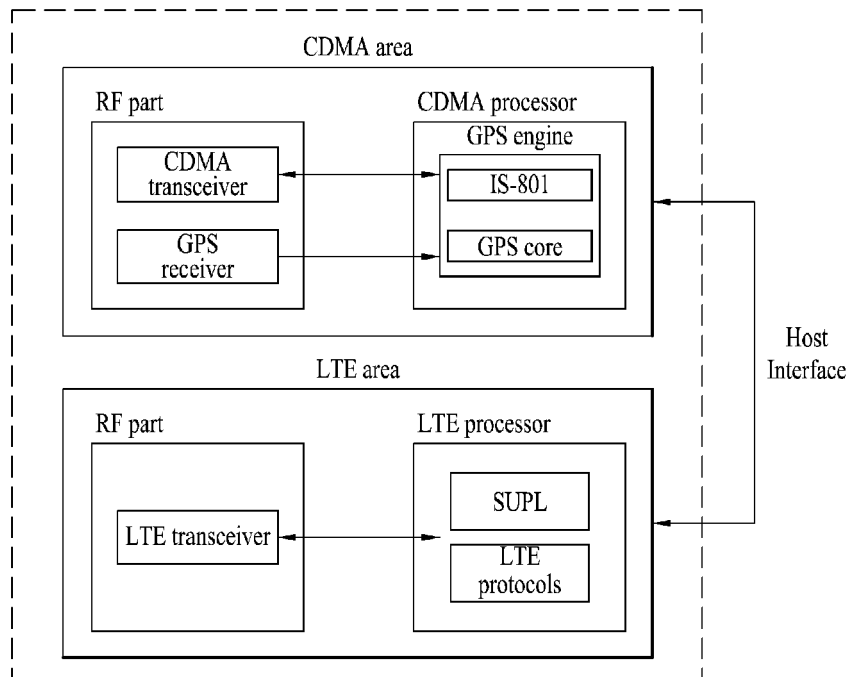 CDMA area
RF part
CDMA processor
GPS engine
CDMA
transceiver
IS-801
GPS
receiver
GPS core
Host
Interface
LTE area
RF part
LTE processor
SUPL
LTE transceiver
LTE
protocols